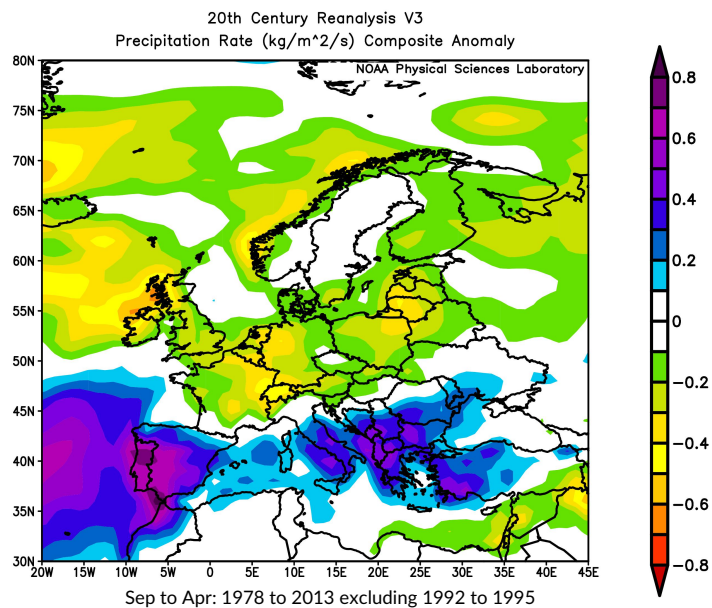 20th Century Reanalysis V3
Precipitation Rate (kg/m^2/s) Composite Anomaly
NOAA Physical Sciences Laboratory
80N
75N
70N
65N
60N
55N
50N
45N
40N
35N
30N
20W 15W 10W 5W 0 5E 10E 15E 20E 25E 30E 35E 40E 45E
0.8
0.6
0.4
0.2
0
-0.2
-0.4
-0.6
-0.8
Sep to Apr: 1978 to 2013 excluding 1992 to 1995